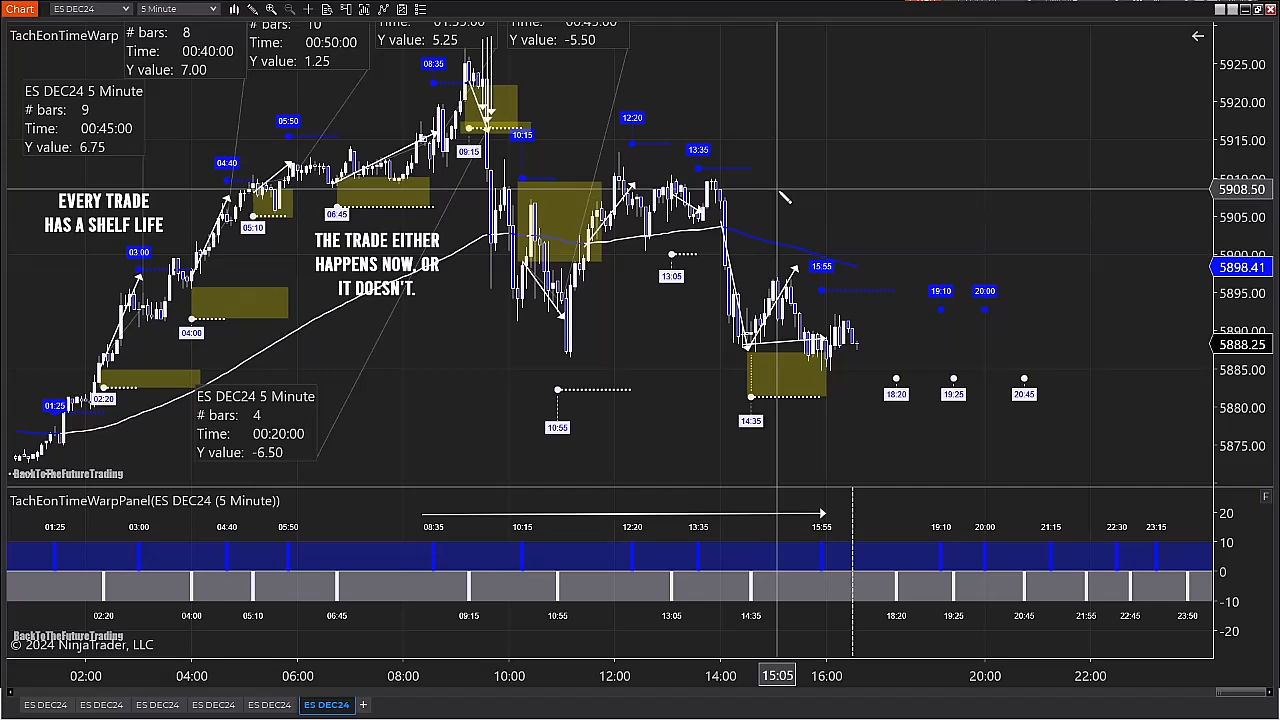 Chart
ES DEC24
5 Minute
TachEonTimeWarp
# bars: 8
Time: 00:40:00
Y value: 7.00
# bars: 10
Time: 00:50:00
Y value: 1.25
Y value: 5.25
Time: 00:45:00
Y value: -5.50
ES DEC24 5 Minute
# bars: 9
Time: 00:45:00
Y value: 6.75
EVERY TRADE
HAS A SHELF LIFE
THE TRADE EITHER
HAPPENS NOW, OR
IT DOESN'T.
ES DEC24 5 Minute
# bars: 4
Time: 00:20:00
Y value: -6.50
01:25
03:00
04:40
05:50
08:35
10:15
12:20
13:35
15:55
19:10
20:00
02:20
04:00
05:10
06:45
09:15
10:55
13:05
14:35
18:20
19:25
20:45
5925.00
5920.00
5915.00
5908.50
5905.00
5898.41
5895.00
5888.25
5885.00
5880.00
5875.00
BackToTheFutureTrading
TachEonTimeWarpPanel(ES DEC24 (5 Minute))
F
01:25 03:00 04:40 05:50 08:35 10:15 12:20 13:35 15:55 19:10 20:00 21:15 22:30 23:15
02:20 04:00 05:10 06:45 09:15 10:55 13:05 14:35 18:20 19:25 20:45 21:55 22:45 23:50
20
10
0
-10
-20
BackToTheFutureTrading
© 2024 NinjaTrader, LLC
02:00 04:00 06:00 08:00 10:00 12:00 14:00 15:05 16:00 20:00 22:00
ES DEC24 ES DEC24 ES DEC24 ES DEC24 ES DEC24 ES DEC24 +